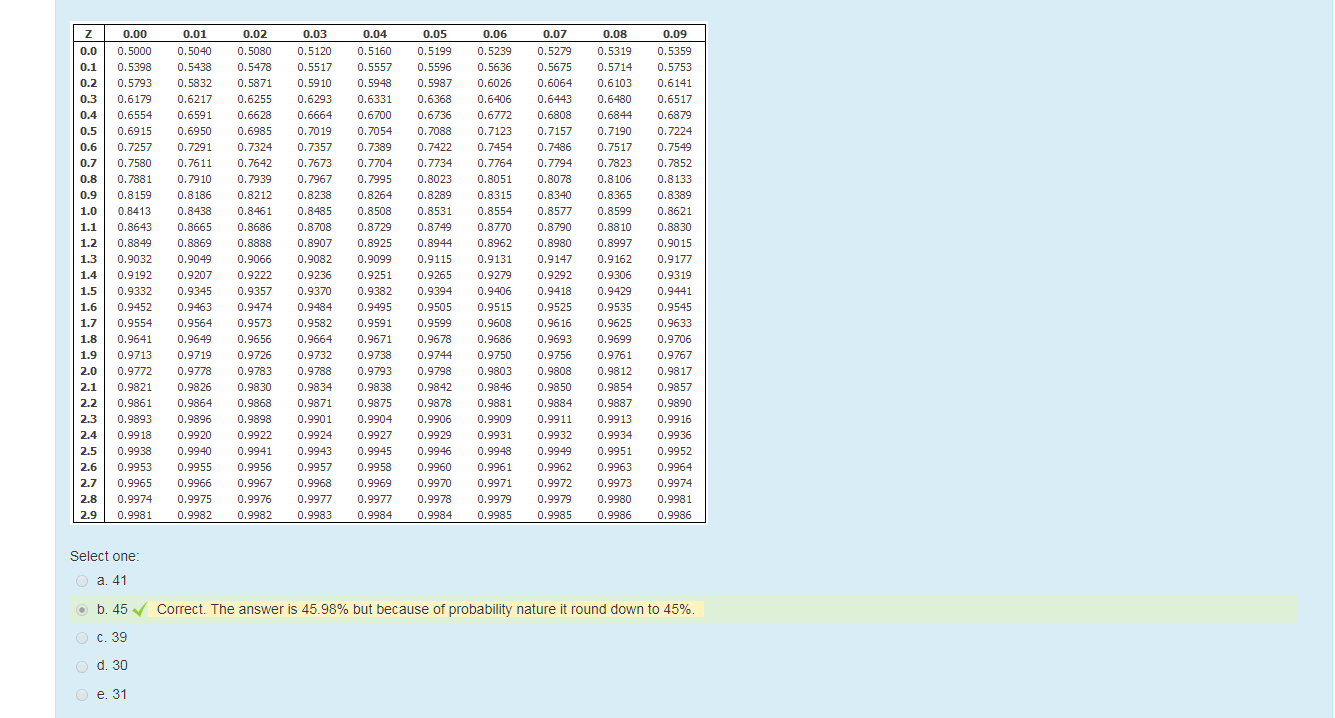 Z 0.00 0.01 0.02 0.03 0.04 0.05 0.06 0.07 0.08 0.09
0.0 0.5000 0.5040 0.5080 0.5120 0.5160 0.5199 0.5239 0.5279 0.5319 0.5359
0.1 0.5398 0.5438 0.5478 0.5517 0.5557 0.5596 0.5636 0.5675 0.5714 0.5753
0.2 0.5793 0.5832 0.5871 0.5910 0.5948 0.5987 0.6026 0.6064 0.6103 0.6141
0.3 0.6179 0.6217 0.6255 0.6293 0.6331 0.6368 0.6406 0.6443 0.6480 0.6517
0.4 0.6554 0.6591 0.6628 0.6664 0.6700 0.6736 0.6772 0.6808 0.6844 0.6879
0.5 0.6915 0.6950 0.6985 0.7019 0.7054 0.7088 0.7123 0.7157 0.7190 0.7224
0.6 0.7257 0.7291 0.7324 0.7357 0.7389 0.7422 0.7454 0.7486 0.7517 0.7549
0.7 0.7580 0.7611 0.7642 0.7673 0.7704 0.7734 0.7764 0.7794 0.7823 0.7852
0.8 0.7881 0.7910 0.7939 0.7967 0.7995 0.8023 0.8051 0.8078 0.8106 0.8133
0.9 0.8159 0.8186 0.8212 0.8238 0.8264 0.8289 0.8315 0.8340 0.8365 0.8389
1.0 0.8413 0.8438 0.8461 0.8485 0.8508 0.8531 0.8554 0.8577 0.8599 0.8621
1.1 0.8643 0.8665 0.8686 0.8708 0.8729 0.8749 0.8770 0.8790 0.8810 0.8830
1.2 0.8849 0.8869 0.8888 0.8907 0.8925 0.8944 0.8962 0.8980 0.8997 0.9015
1.3 0.9032 0.9049 0.9066 0.9082 0.9099 0.9115 0.9131 0.9147 0.9162 0.9177
1.4 0.9192 0.9207 0.9222 0.9236 0.9251 0.9265 0.9279 0.9292 0.9306 0.9319
1.5 0.9332 0.9345 0.9357 0.9370 0.9382 0.9394 0.9406 0.9418 0.9429 0.9441
1.6 0.9452 0.9463 0.9474 0.9484 0.9495 0.9505 0.9515 0.9525 0.9535 0.9545
1.7 0.9554 0.9564 0.9573 0.9582 0.9591 0.9599 0.9608 0.9616 0.9625 0.9633
1.8 0.9641 0.9649 0.9656 0.9664 0.9671 0.9678 0.9686 0.9693 0.9699 0.9706
1.9 0.9713 0.9719 0.9726 0.9732 0.9738 0.9744 0.9750 0.9756 0.9761 0.9767
2.0 0.9772 0.9778 0.9783 0.9788 0.9793 0.9798 0.9803 0.9808 0.9812 0.9817
2.1 0.9821 0.9826 0.9830 0.9834 0.9838 0.9842 0.9846 0.9850 0.9854 0.9857
2.2 0.9861 0.9864 0.9868 0.9871 0.9875 0.9878 0.9881 0.9884 0.9887 0.9890
2.3 0.9893 0.9896 0.9898 0.9901 0.9904 0.9906 0.9909 0.9911 0.9913 0.9916
2.4 0.9918 0.9920 0.9922 0.9924 0.9927 0.9929 0.9931 0.9932 0.9934 0.9936
2.5 0.9938 0.9940 0.9941 0.9943 0.9945 0.9946 0.9948 0.9949 0.9951 0.9952
2.6 0.9953 0.9955 0.9956 0.9957 0.9958 0.9960 0.9961 0.9962 0.9963 0.9964
2.7 0.9965 0.9966 0.9967 0.9968 0.9969 0.9970 0.9971 0.9972 0.9973 0.9974
2.8 0.9974 0.9975 0.9976 0.9977 0.9977 0.9978 0.9979 0.9979 0.9980 0.9981
2.9 0.9981 0.9982 0.9982 0.9983 0.9984 0.9984 0.9985 0.9985 0.9986 0.9986
Select one:
a. 41
b. 45 Correct. The answer is 45.98% but because of probability nature it round down to 45%.
c. 39
d. 30
e. 31